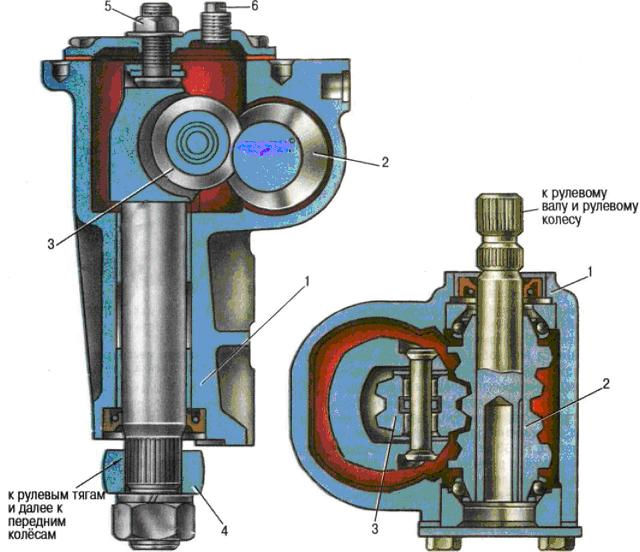 5
6
2
3
к рулевому
валу и рулевому
колесу
1
1
2
к рулевым тягам
и далее к
передним
колёсам
4
3